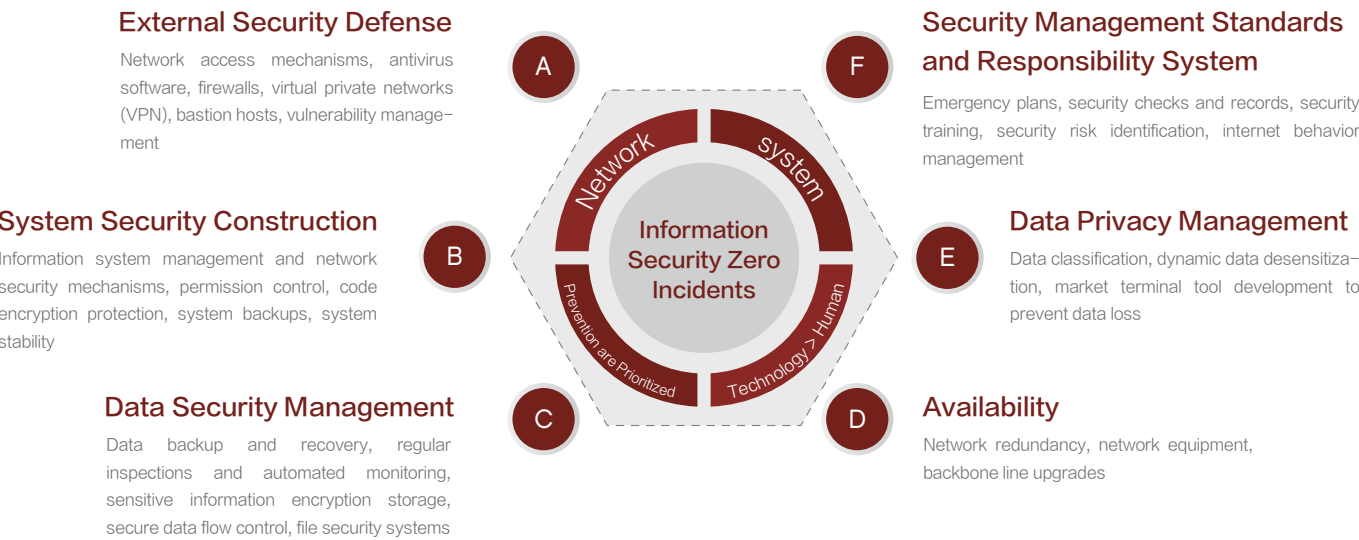 External Security Defense
Network access mechanisms, antivirus
software, firewalls, virtual private networks
(VPN), bastion hosts, vulnerability manage-
ment
A
System Security Construction
Information system management and network
security mechanisms, permission control, code
encryption protection, system backups, system
stability
B
Data Security Management
Data backup and recovery, regular
inspections and automated monitoring,
sensitive information encryption storage,
secure data flow control, file security systems
C
Network
system
Information
Security Zero
Incidents
Prevention are Prioritized
Technology > Human
F
Security Management Standards
and Responsibility System
Emergency plans, security checks and records, security
training, security risk identification, internet behavior
management
E
Data Privacy Management
Data classification, dynamic data desensitiza-
tion, market terminal tool development to
prevent data loss
D
Availability
Network redundancy, network equipment,
backbone line upgrades